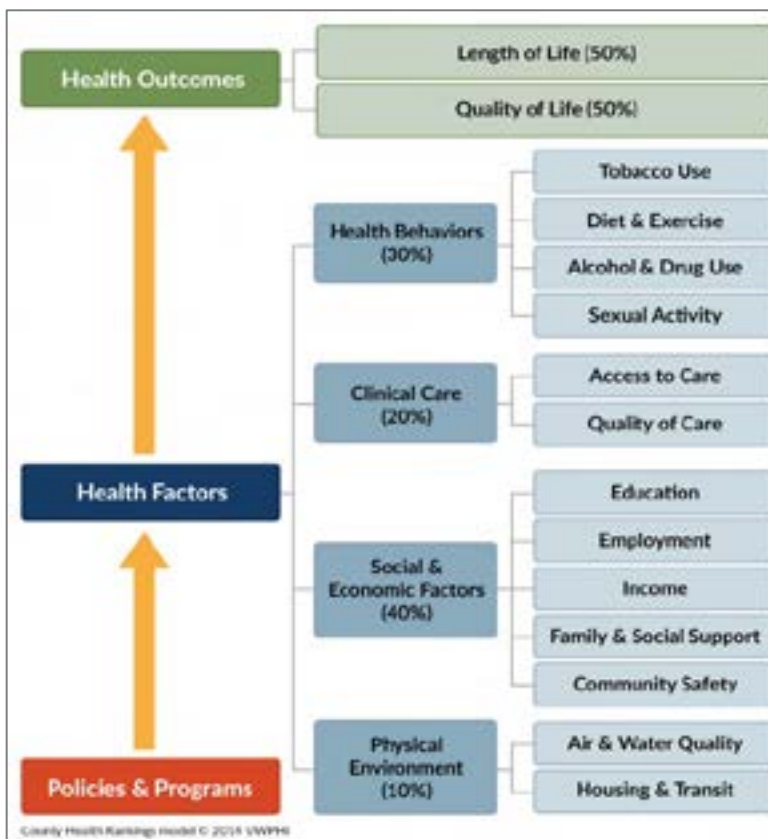 Health Outcomes
Length of Life (50%)
Quality of Life (50%)
Health Behaviors
(30%)
Tobacco Use
Diet & Exercise
Alcohol & Drug Use
Sexual Activity
Clinical Care
(20%)
Access to Care
Quality of Care
Health Factors
Social &
Economic Factors
(40%)
Education
Employment
Income
Family & Social Support
Community Safety
Physical
Environment
(10%)
Air & Water Quality
Housing & Transit
Policies & Programs
County Health Rankings model © UWPHI